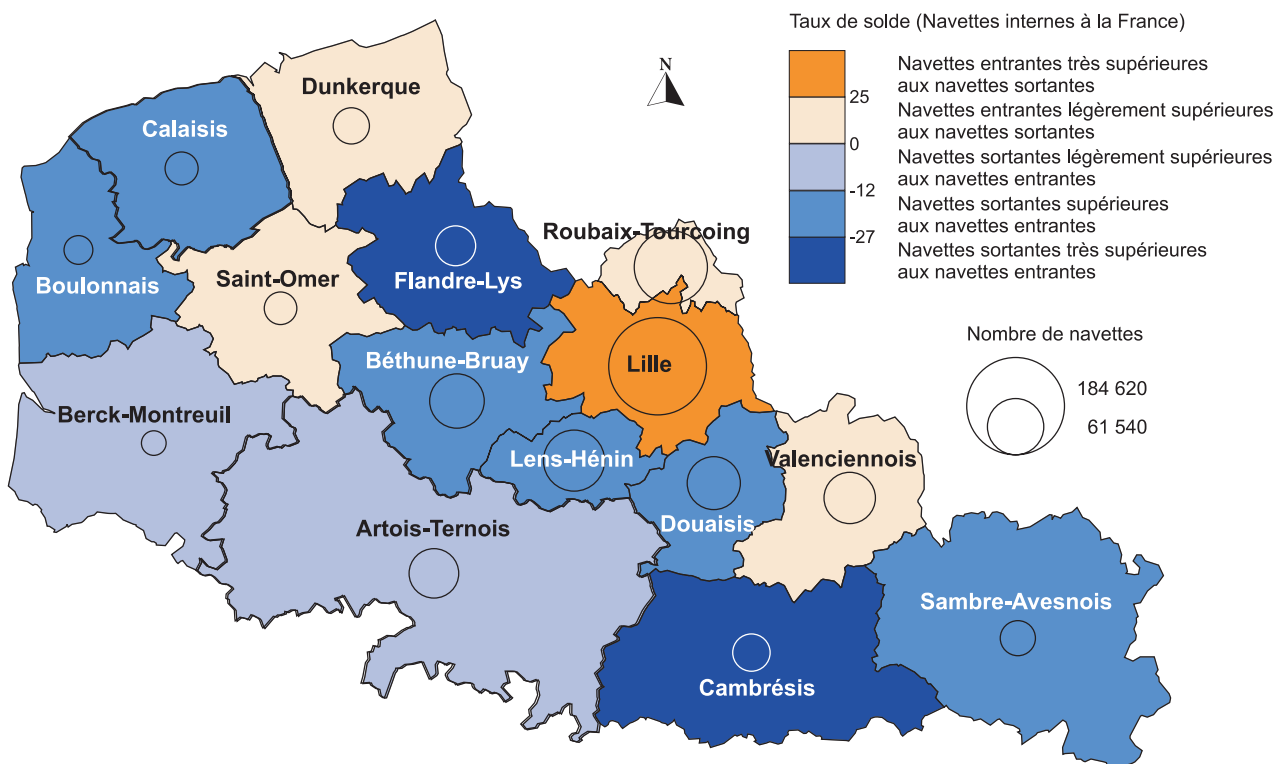 Taux de solde (Navettes internes à la France)
Navettes entrantes très supérieures
aux navettes sortantes
25
Navettes entrantes légèrement supérieures
aux navettes sortantes
0
Navettes sortantes légèrement supérieures
aux navettes entrantes
-12
Navettes sortantes supérieures
aux navettes entrantes
-27
Navettes sortantes très supérieures
aux navettes entrantes
N
Dunkerque
Calaisis
Roubaix-Tourcoing
Boulonnais
Saint-Omer
Flandre-Lys
Nombre de navettes
184 620
61 540
Béthune-Bruay
Lille
Berck-Montreuil
Lens-Hénin
Valenciennois
Artois-Ternois
Douaisis
Sambre-Avesnois
Cambrésis